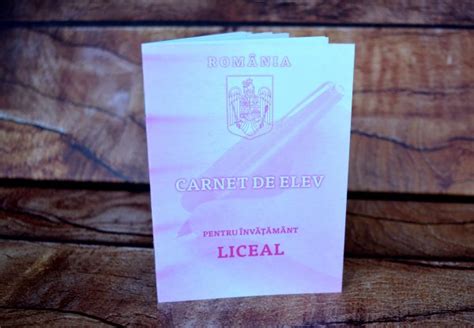 ROMÂNIA
CARNET DE ELEV
PENTRU ÎNVĂȚĂMÂNT
LICEAL